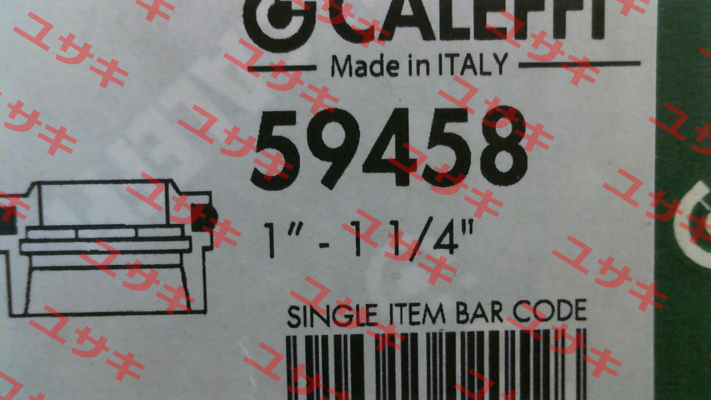 CALEFFI
Made in ITALY
59458
1" - 1 1/4"
SINGLE ITEM BAR CODE
ユサキ